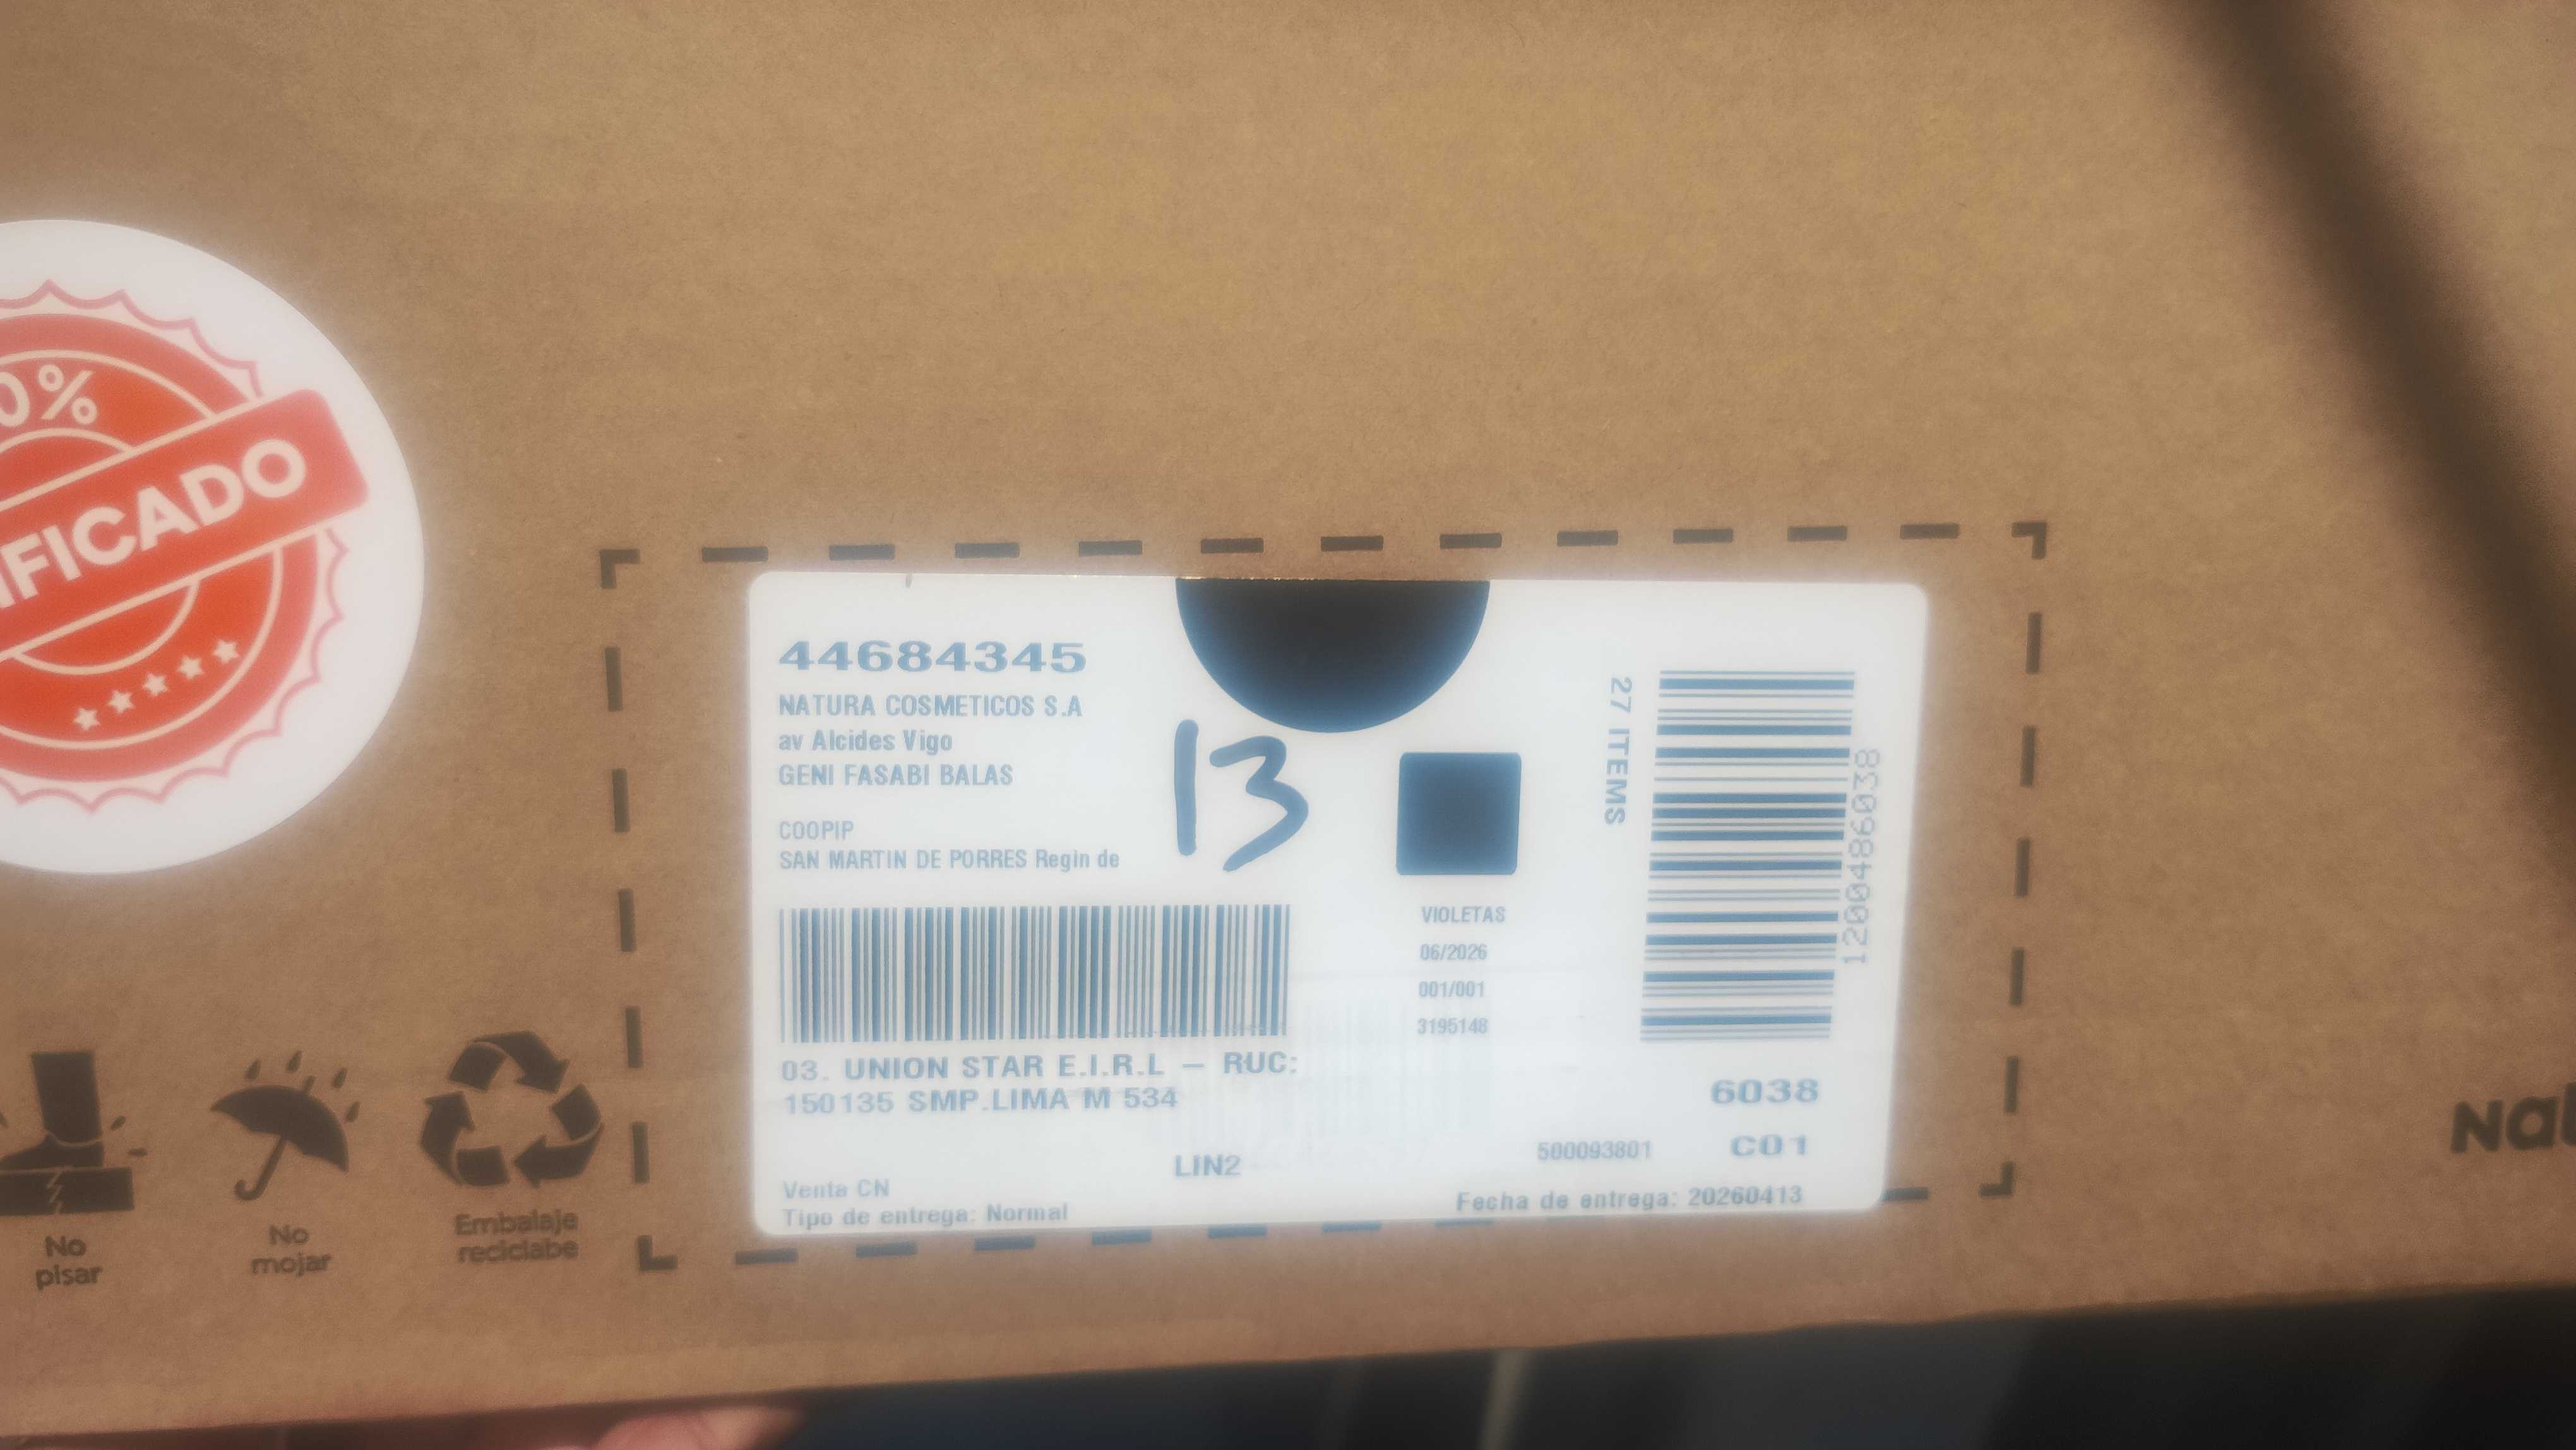 0%
IFICADO
44684345
NATURA COSMETICOS S.A
av Alcides Vigo
GENI FASABI BALAS
COOPIP
SAN MARTIN DE PORRES Regin de
13
27 ITEMS
1200486038
VIOLETAS
06/2026
001/001
3195148
03. UNION STAR E.I.R.L – RUC:
150135 SMP.LIMA M 534
6038
LIN2
500093801
C01
Venta CN
Tipo de entrega: Normal
Fecha de entrega: 20260413
No
pisar
No
mojar
Embalaje
reciclabe